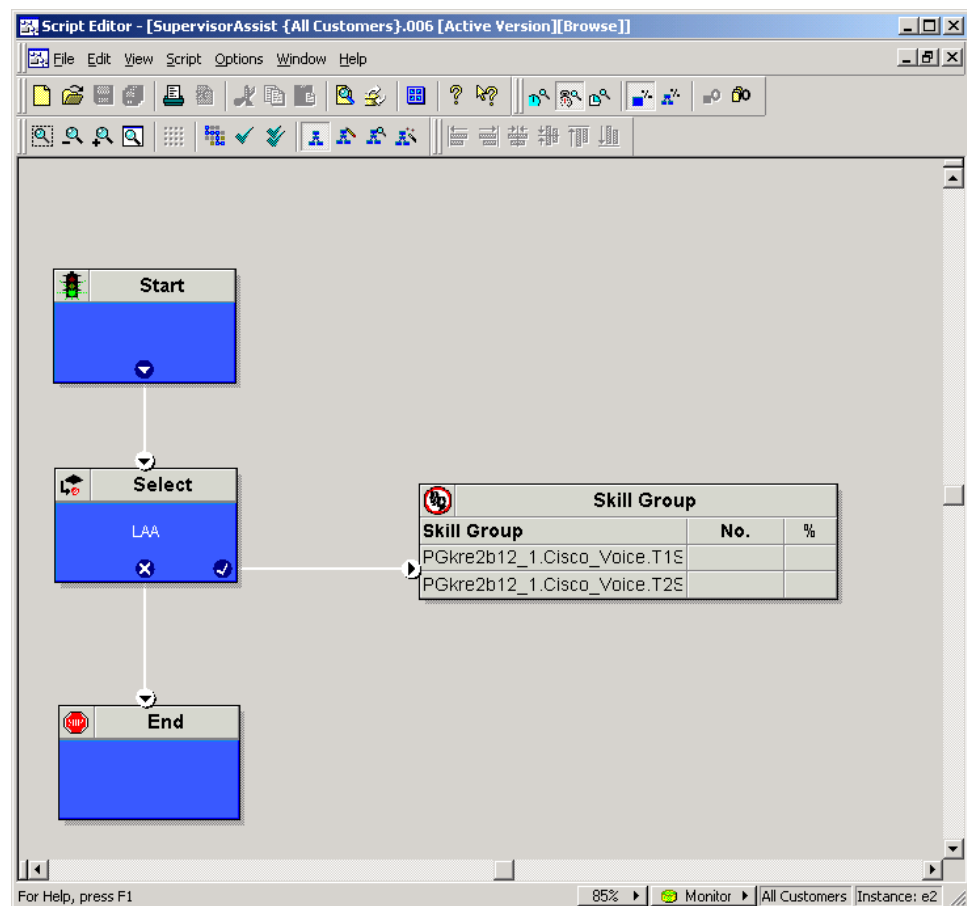 Script Editor - [SupervisorAssist {All Customers}.006 [Active Version][Browse]]
File Edit View Script Options Window Help
Start
Select
LAA
Skill Group
Skill Group No. %
PGkre2b12_1.Cisco_Voice.T1S
PGkre2b12_1.Cisco_Voice.T2S
End
For Help, press F1 85% Monitor All Customers Instance: e2